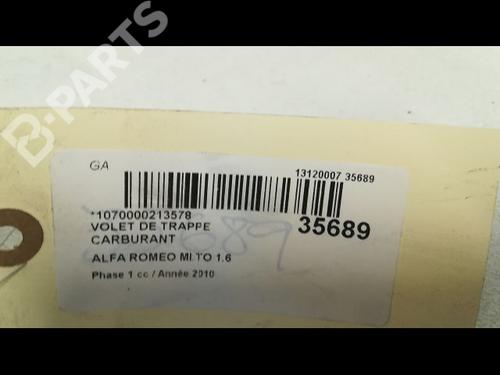 B-PARTS
GA
13120007 35689
*1070000213578
35689
VOLET DE TRAPPE
CARBURANT
ALFA ROMEO MI.TO 1.6
Phase 1 cc / Année 2010